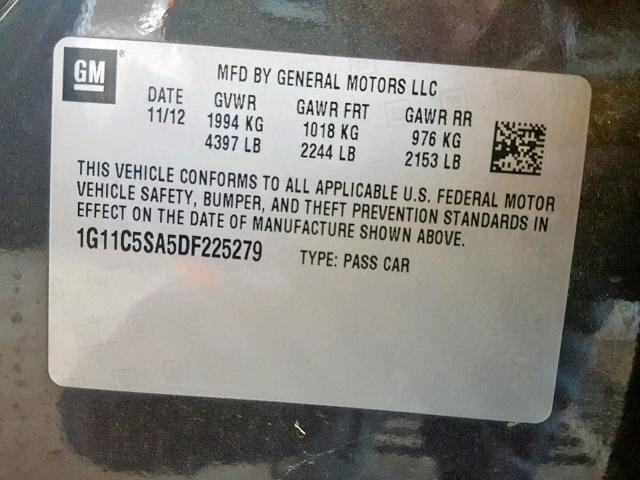 GM ®
MFD BY GENERAL MOTORS LLC
DATE GVWR GAWR FRT GAWR RR
11/12 1994 KG 1018 KG 976 KG
4397 LB 2244 LB 2153 LB
THIS VEHICLE CONFORMS TO ALL APPLICABLE U.S. FEDERAL MOTOR
VEHICLE SAFETY, BUMPER, AND THEFT PREVENTION STANDARDS IN
EFFECT ON THE DATE OF MANUFACTURE SHOWN ABOVE.
1G11C5SA5DF225279 TYPE: PASS CAR